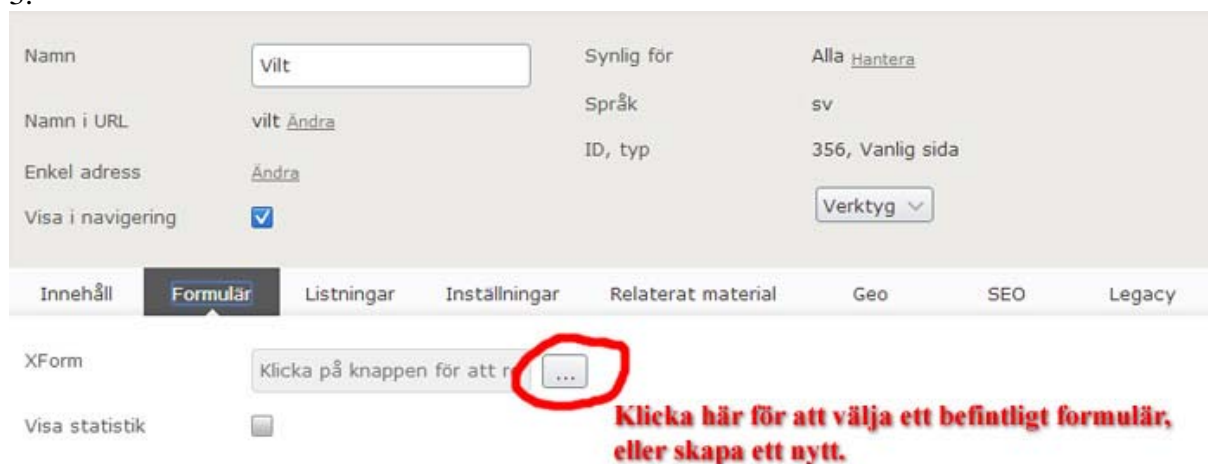 3.
Namn Vilt Synlig för Alla Hantera
Språk sv
Namn i URL vilt Ändra
ID, typ 356, Vanlig sida
Enkel adress Ändra
Visa i navigering Verktyg
Innehåll Formulär Listningar Inställningar Relaterat material Geo SEO Legacy
XForm Klicka på knappen för att r ...
Visa statistik
Klicka här för att välja ett befintligt formulär,
eller skapa ett nytt.